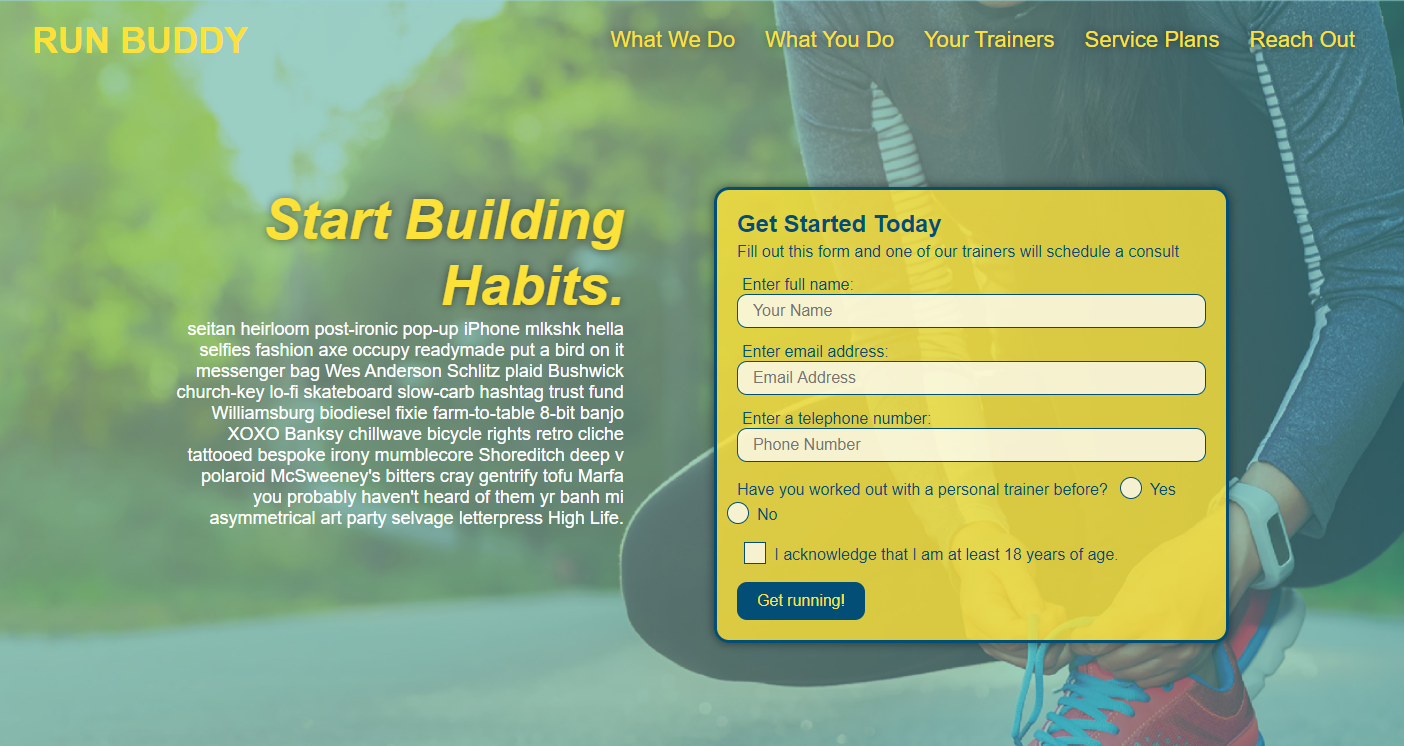 RUN BUDDY
What We Do What You Do Your Trainers Service Plans Reach Out
Start Building
Habits.
seitan heirloom post-ironic pop-up iPhone mlkshk hella
selfies fashion axe occupy readymade put a bird on it
messenger bag Wes Anderson Schlitz plaid Bushwick
church-key lo-fi skateboard slow-carb hashtag trust fund
Williamsburg biodiesel fixie farm-to-table 8-bit banjo
XOXO Banksy chillwave bicycle rights retro cliche
tattooed bespoke irony mumblecore Shoreditch deep v
polaroid McSweeney's bitters cray gentrify tofu Marfa
you probably haven't heard of them yr banh mi
asymmetrical art party selvage letterpress High Life.
Get Started Today
Fill out this form and one of our trainers will schedule a consult
Enter full name:
Your Name
Enter email address:
Email Address
Enter a telephone number:
Phone Number
Have you worked out with a personal trainer before? Yes
No
I acknowledge that I am at least 18 years of age.
Get running!